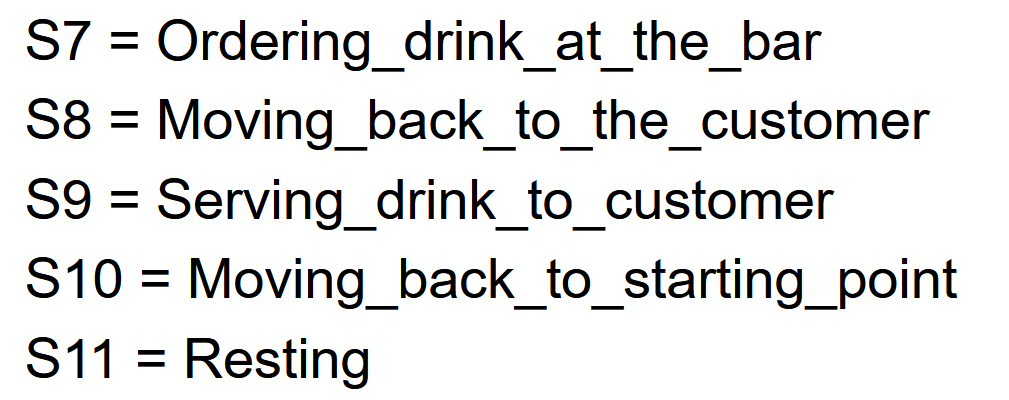 S7 = Ordering_drink_at_the_bar
S8 = Moving_back_to_the_customer
S9 = Serving_drink_to_customer
S10 = Moving_back_to_starting_point
S11 = Resting